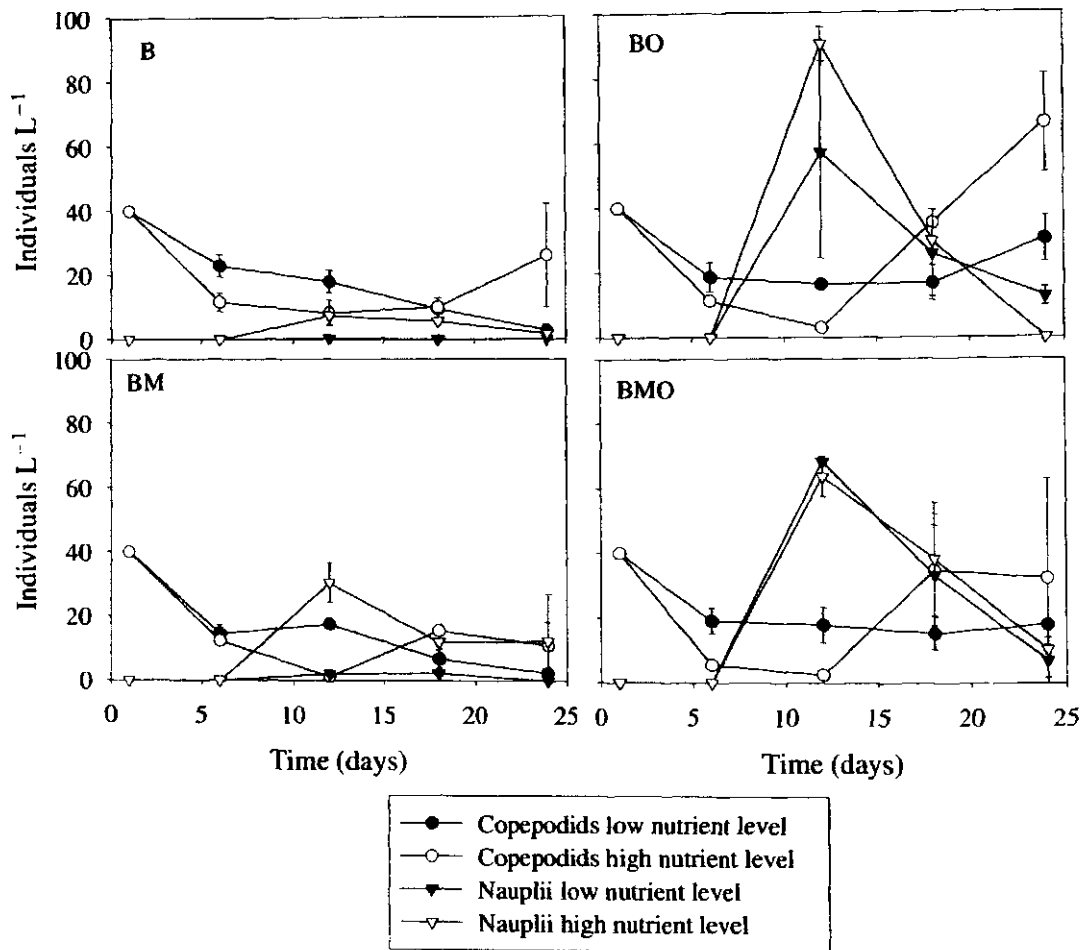 B
BO
100
80
60
40
20
0
Individuals L⁻¹
BM
BMO
100
80
60
40
20
0
Individuals L⁻¹
0 5 10 15 20 25
0 5 10 15 20 25
Time (days)
Time (days)
Copepodids low nutrient level
Copepodids high nutrient level
Nauplii low nutrient level
Nauplii high nutrient level